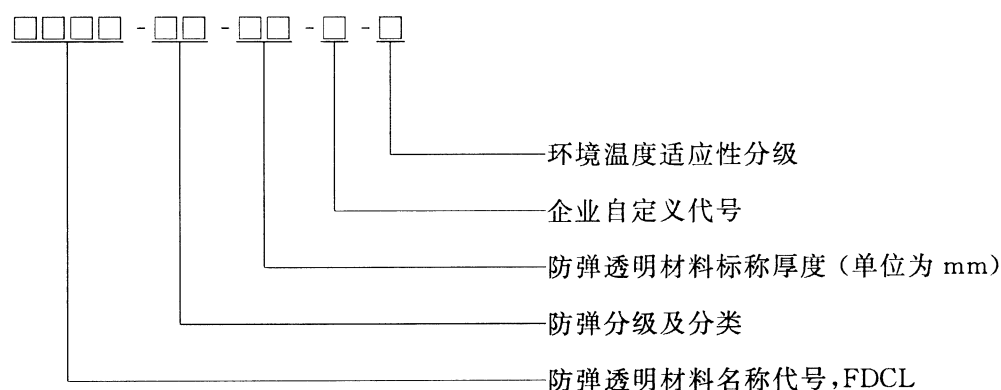 □□□□-□□-□□-□-□
环境温度适应性分级
企业自定义代号
防弹透明材料标称厚度(单位为 mm)
防弹分级及分类
防弹透明材料名称代号,FDCL